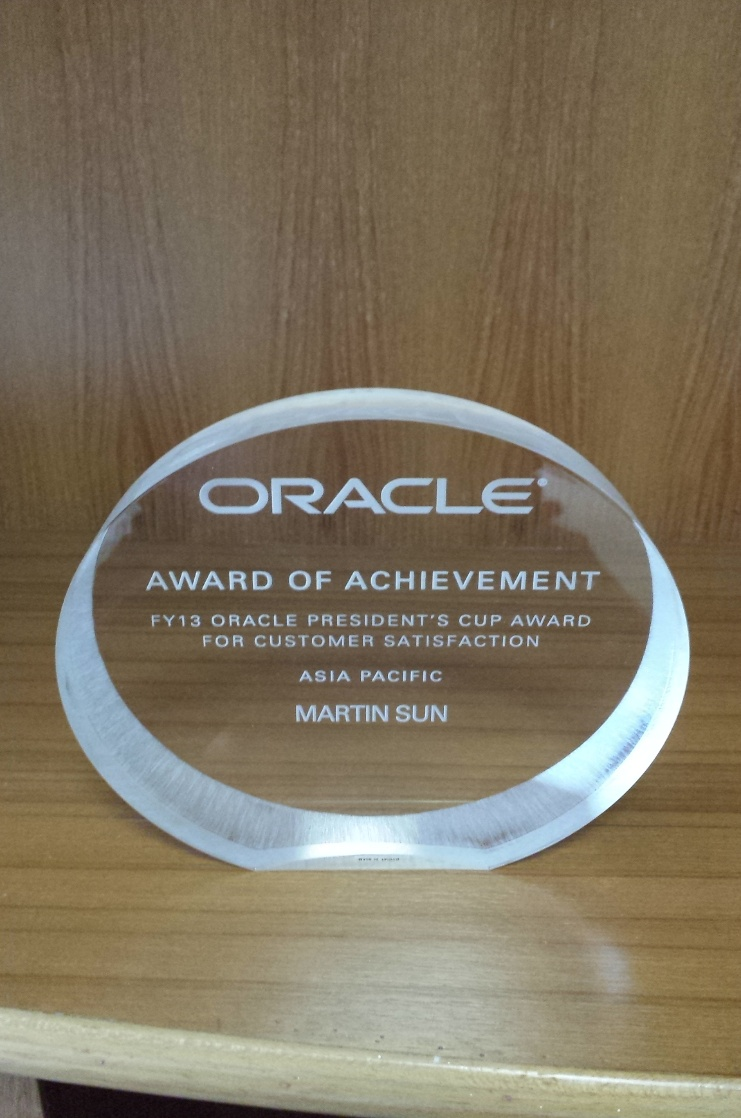 ORACLE®
AWARD OF ACHIEVEMENT
FY13 ORACLE PRESIDENT'S CUP AWARD
FOR CUSTOMER SATISFACTION
ASIA PACIFIC
MARTIN SUN